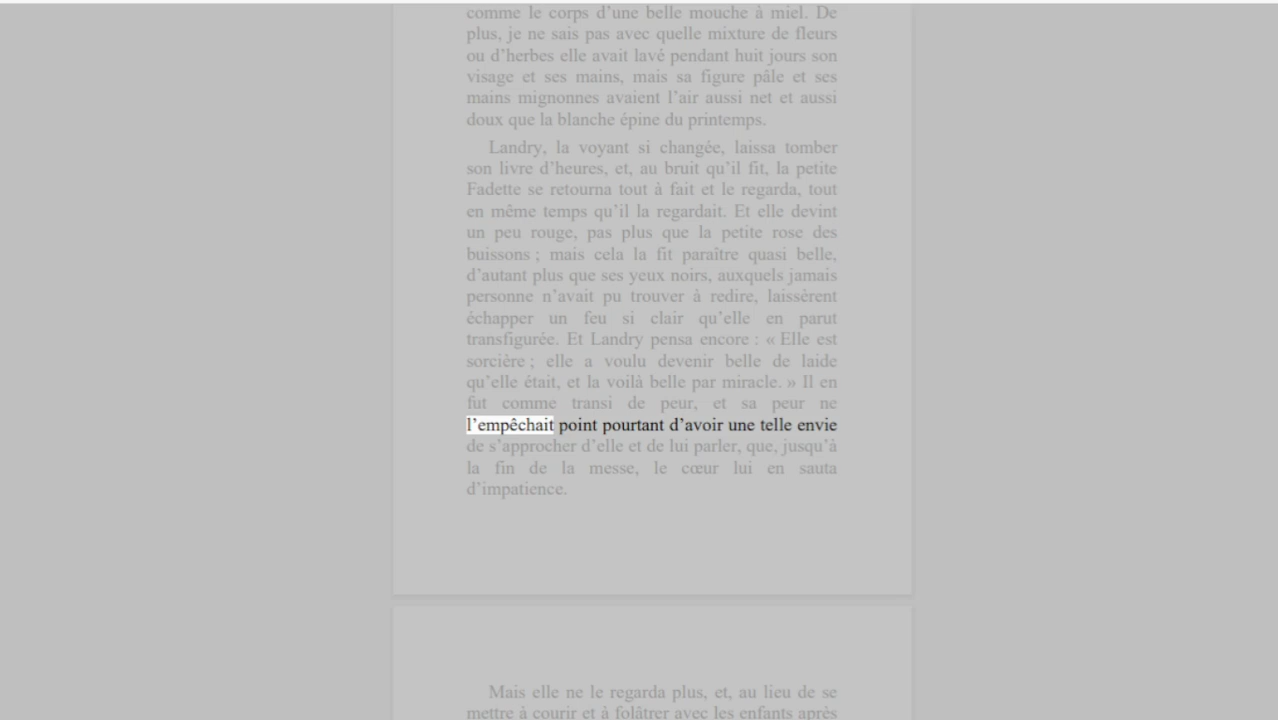 comme le corps d’une belle mouche à miel. De
plus, je ne sais pas avec quelle mixture de fleurs
ou d’herbes elle avait lavé pendant huit jours son
visage et ses mains, mais sa figure pâle et ses
mains mignonnes avaient l’air aussi net et aussi
doux que la blanche épine du printemps.
Landry, la voyant si changée, laissa tomber
son livre d’heures, et, au bruit qu’il fit, la petite
Fadette se retourna tout à fait et le regarda, tout
en même temps qu’il la regardait. Et elle devint
un peu rouge, pas plus que la petite rose des
buissons ; mais cela la fit paraître quasi belle,
d’autant plus que ses yeux noirs, auxquels jamais
personne n’avait pu trouver à redire, laissèrent
échapper un feu si clair qu’elle en parut
transfigurée. Et Landry pensa encore : « Elle est
sorcière ; elle a voulu devenir belle de laide
qu’elle était, et la voilà belle par miracle. » Il en
fut comme transi de peur, et sa peur ne
l’empêchait point pourtant d’avoir une telle envie
de s’approcher d’elle et de lui parler, que, jusqu’à
la fin de la messe, le cœur lui en sauta
d’impatience.
Mais elle ne le regarda plus, et, au lieu de se
mettre à courir et à folâtrer avec les enfants après